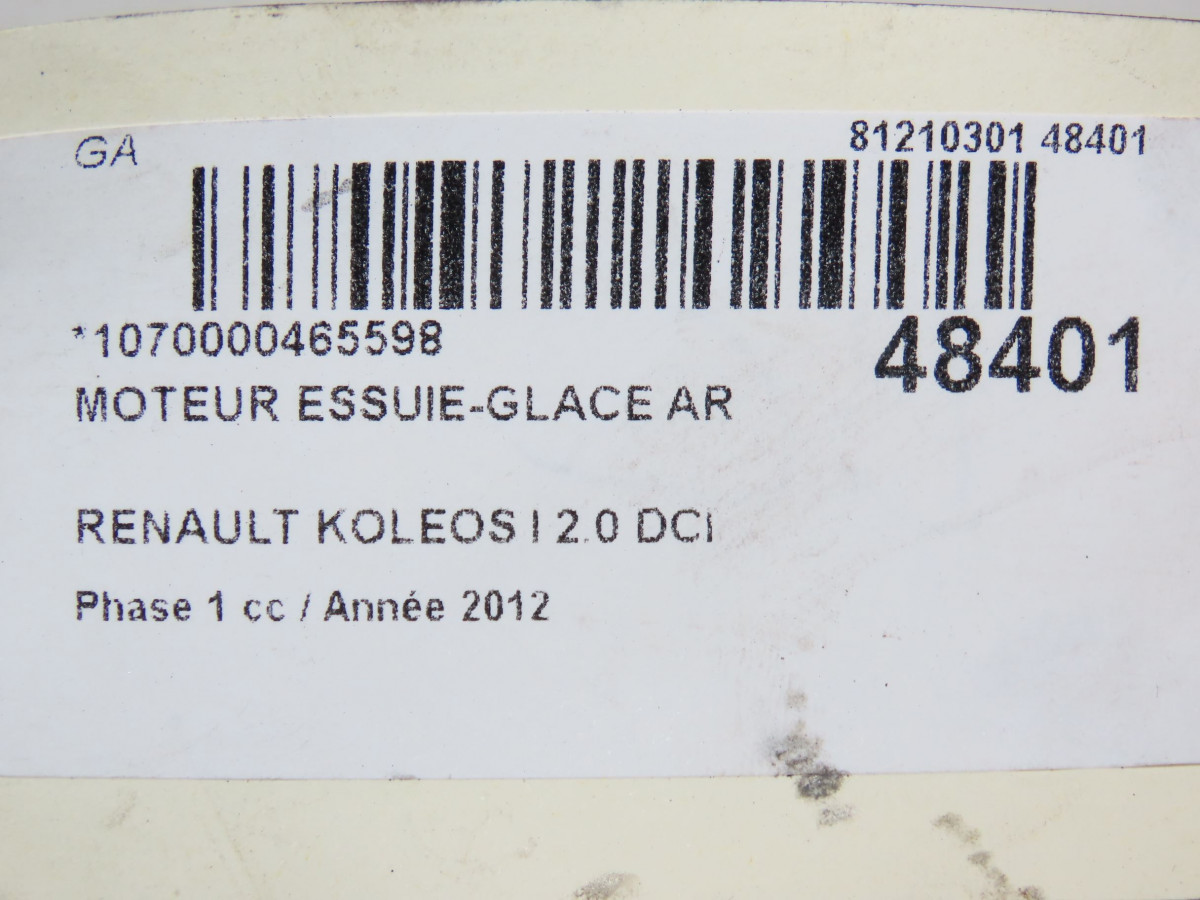 GA
81210301 48401
*1070000465598
48401
MOTEUR ESSUIE-GLACE AR
RENAULT KOLEOS I 2.0 DCI
Phase 1 cc / Année 2012